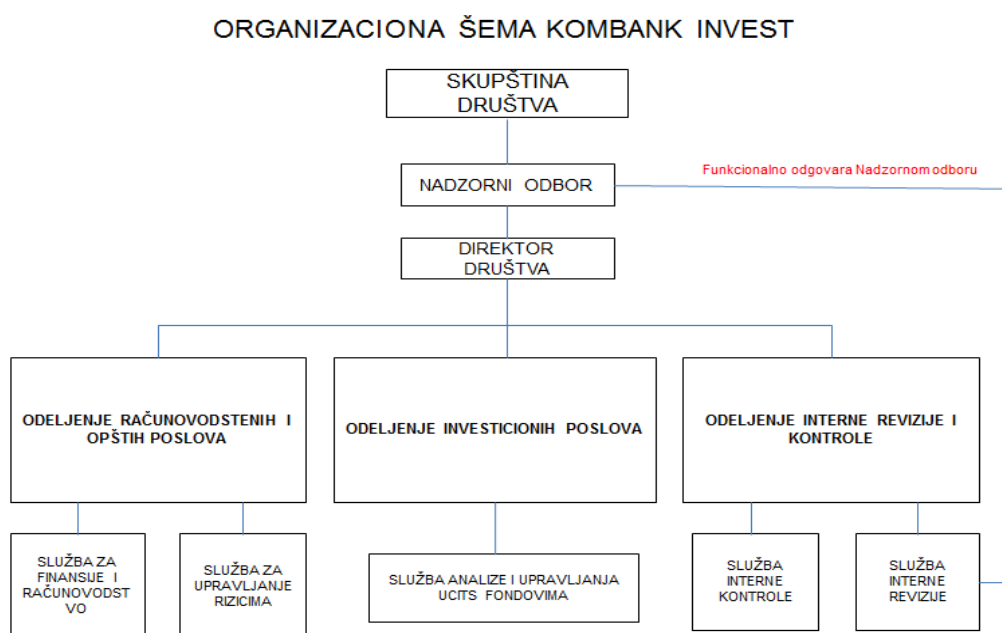 ORGANIZACIONA ŠEMA KOMBANK INVEST
SKUPŠTINA
DRUŠTVA
Funkcionalno odgovara Nadzornom odboru
NADZORNI ODBOR
DIREKTOR
DRUŠTVA
ODELJENJE RAČUNOVODSTENIH I
OPŠTIH POSLOVA
ODELJENJE INVESTICIONIH POSLOVA
ODELJENJE INTERNE REVIZIJE I
KONTROLE
SLUŽBA ZA
FINANSIJE I
RAČUNOVODST
VO
SLUŽBA ZA
UPRAVLJANJE
RIZICIMA
SLUŽBA ANALIZE I UPRAVLJANJA
UCITS FONDOVIMA
SLUŽBA
INTERNE
KONTROLE
SLUŽBA
INTERNE
REVIZIJE